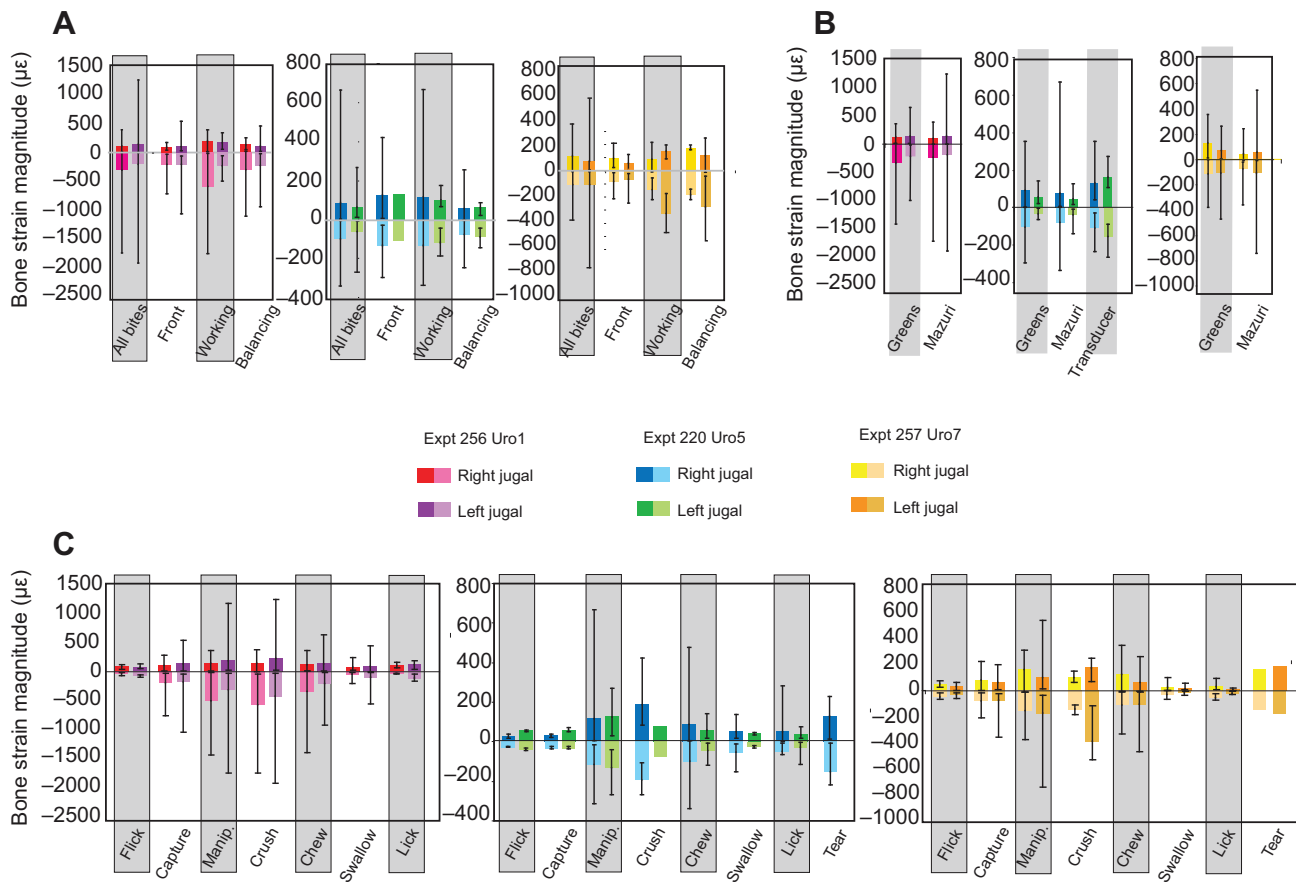 A
B
Bone strain magnitude (με)
1500
1000
500
0
–500
–1000
–1500
–2000
–2500
800
600
400
200
0
–200
–400
800
600
400
200
0
–200
–400
–600
–800
–1000
All bites
Front
Working
Balancing
All bites
Front
Working
Balancing
All bites
Front
Working
Balancing
Bone strain magnitude (με)
1500
1000
500
0
–500
–1000
–1500
–2000
–2500
800
400
0
–400
800
600
400
200
0
–200
–400
–600
–800
–1000
Greens
Mazuri
Greens
Mazuri
Transducer
Greens
Mazuri
Expt 256 Uro1
Expt 220 Uro5
Expt 257 Uro7
Right jugal
Right jugal
Right jugal
Left jugal
Left jugal
Left jugal
C
Bone strain magnitude (με)
1500
1000
500
0
–500
–1000
–1500
–2000
–2500
800
600
400
200
0
–200
–400
800
600
400
200
0
–200
–400
–600
–800
–1000
Flick
Capture
Manip.
Crush
Chew
Swallow
Lick
Flick
Capture
Manip.
Crush
Chew
Swallow
Lick
Tear
Flick
Capture
Manip.
Crush
Chew
Swallow
Lick
Tear